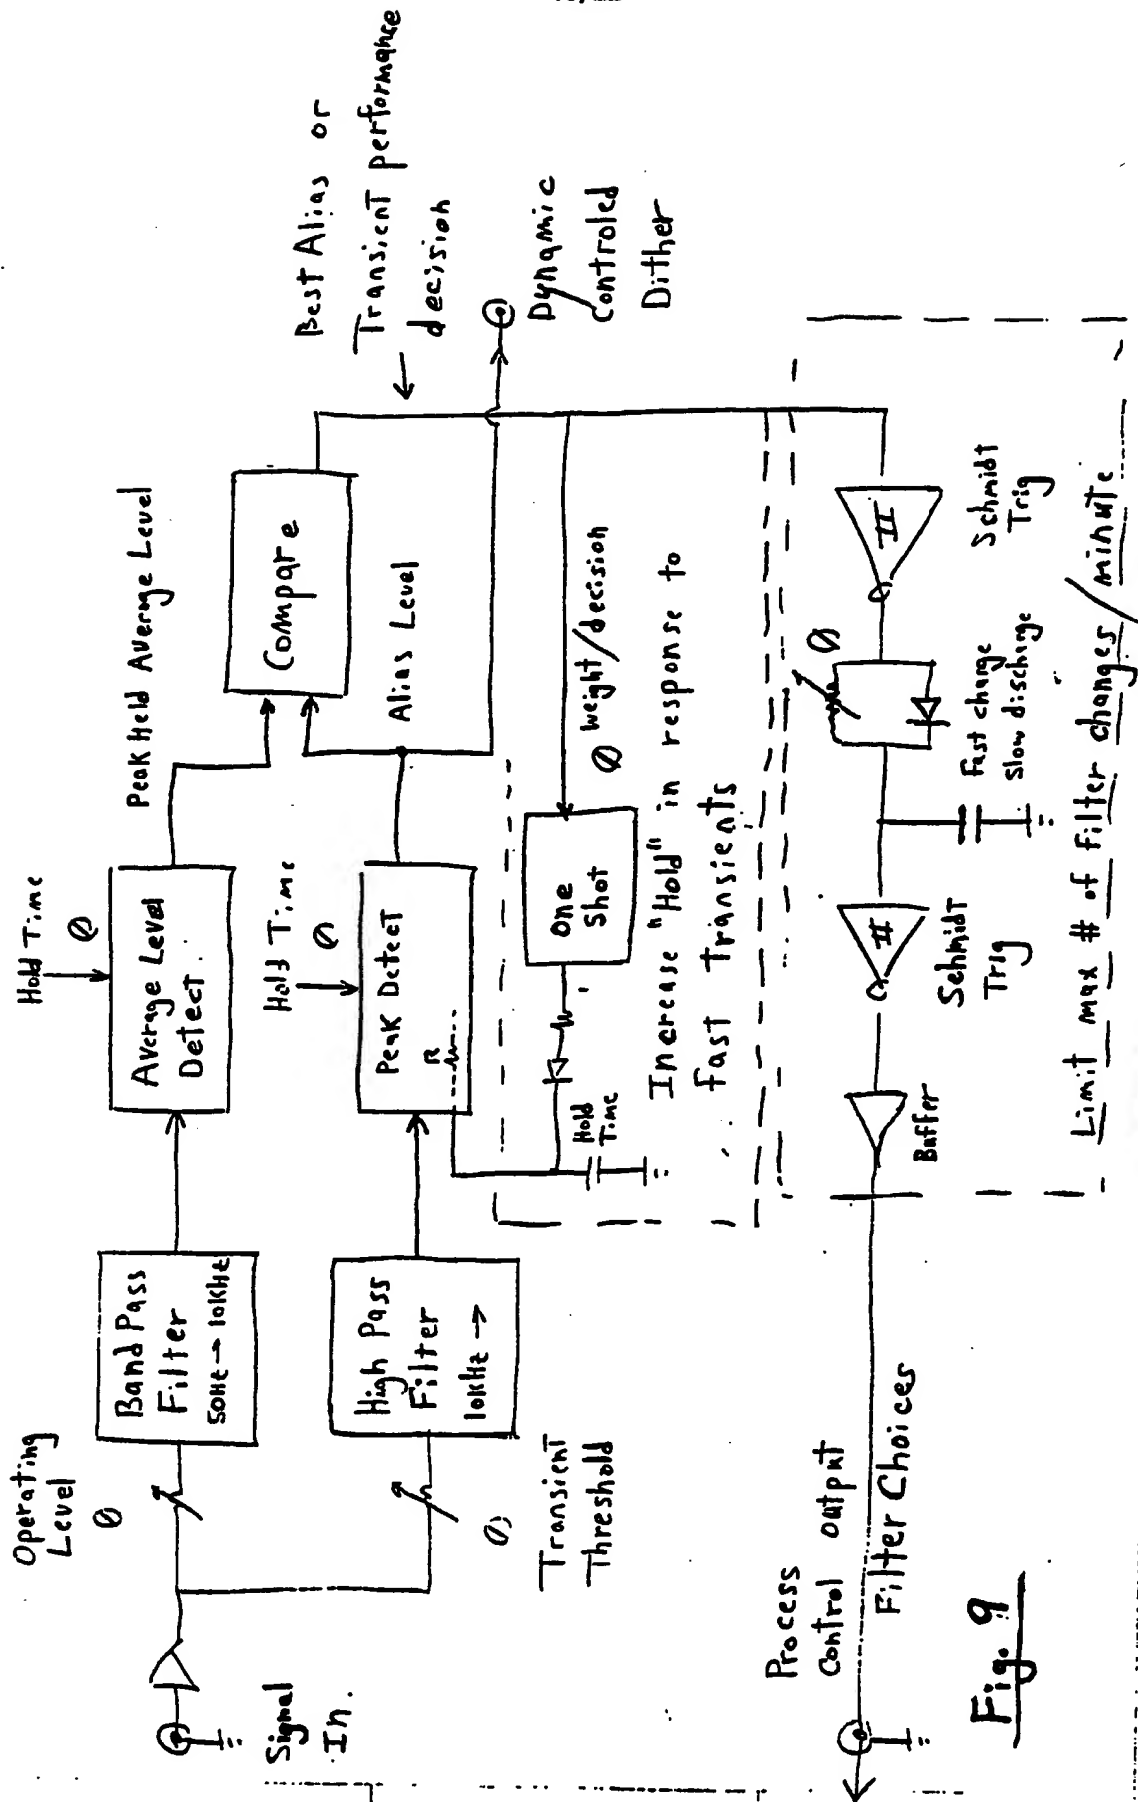 Signal
In.
Operating
Level
Ø
Band Pass
Filter
50Hz → 10KHz
Hold Time
Ø
Average Level
Detect
Peak Held Average Level
Compare
Best Alias or
Transient performance
decision
Transient
Threshold
Ø
High Pass
Filter
10KHz →
Hold Time
Ø
Peak Detect
R
Alias Level
Dynamic
Controled
Dither
One
Shot
Ø weight/decision
Hold
Time
Increase "Hold" in response to
fast Transients
Process
Control output
Filter Choices
Buffer
Schmidt
Trig
Fast charge
Slow discharge
Ø
Schmidt
Trig
Limit max # of filter changes/minute
Fig. 9